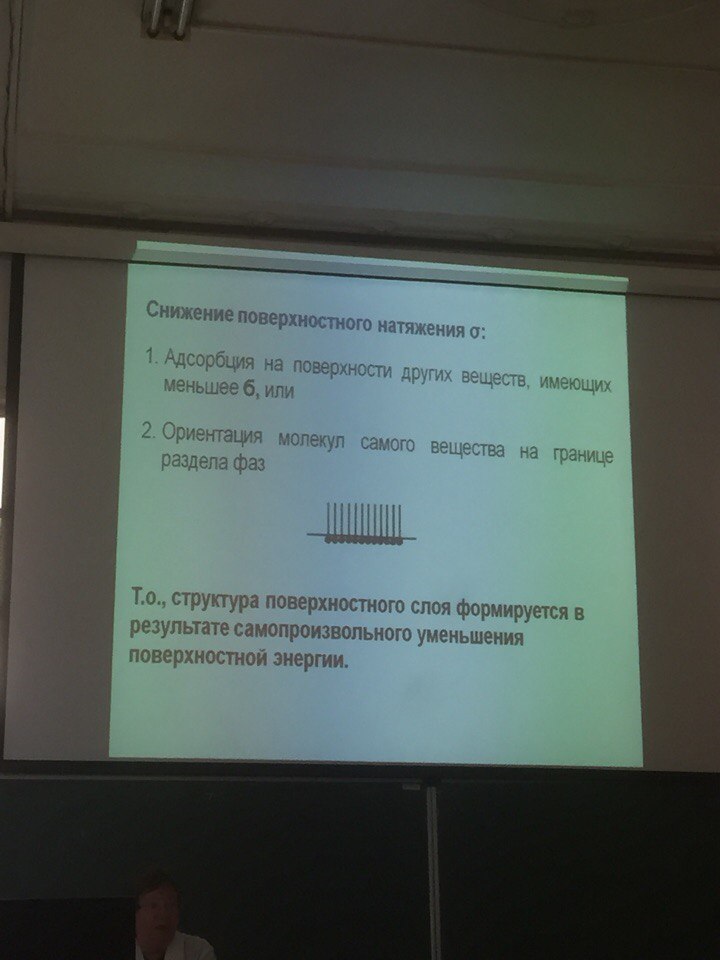 Снижение поверхностного натяжения σ:
1. Адсорбция на поверхности других веществ, имеющих
меньшее б, или
2. Ориентация молекул самого вещества на границе
раздела фаз
Т.о., структура поверхностного слоя формируется в
результате самопроизвольного уменьшения
поверхностной энергии.